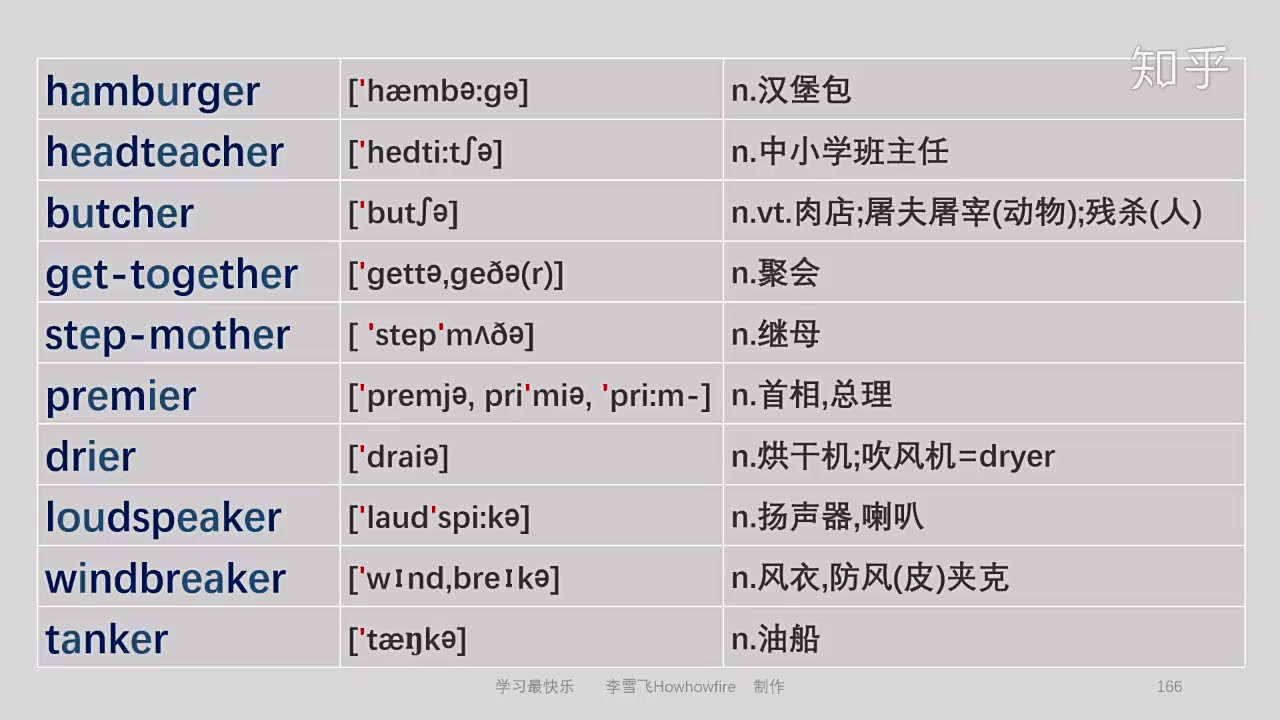 知乎
hamburger ['hæmbə:gə] n.汉堡包
headteacher ['hedti:tʃə] n.中小学班主任
butcher ['butʃə] n.vt.肉店;屠夫屠宰(动物);残杀(人)
get-together ['gettə,geðə(r)] n.聚会
step-mother [ 'step'mʌðə] n.继母
premier ['premjə, pri'miə, 'pri:m-] n.首相,总理
drier ['draiə] n.烘干机;吹风机=dryer
loudspeaker ['laud'spi:kə] n.扬声器,喇叭
windbreaker ['wɪnd,breɪkə] n.风衣,防风(皮)夹克
tanker ['tæŋkə] n.油船
学习最快乐 李雪飞Howhowfire 制作 166